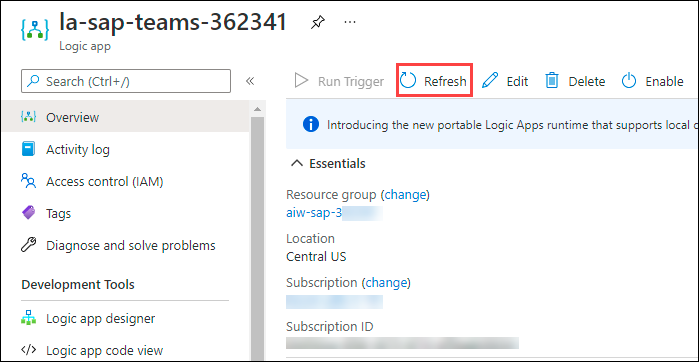 la-sap-teams-362341
Logic app
Search (Ctrl+/)
Overview
Activity log
Access control (IAM)
Tags
Diagnose and solve problems
Development Tools
Logic app designer
Logic app code view
Run Trigger
Refresh
Edit
Delete
Enable
Introducing the new portable Logic Apps runtime that supports local
Essentials
Resource group (change)
aiw-sap-3
Location
Central US
Subscription (change)
Subscription ID